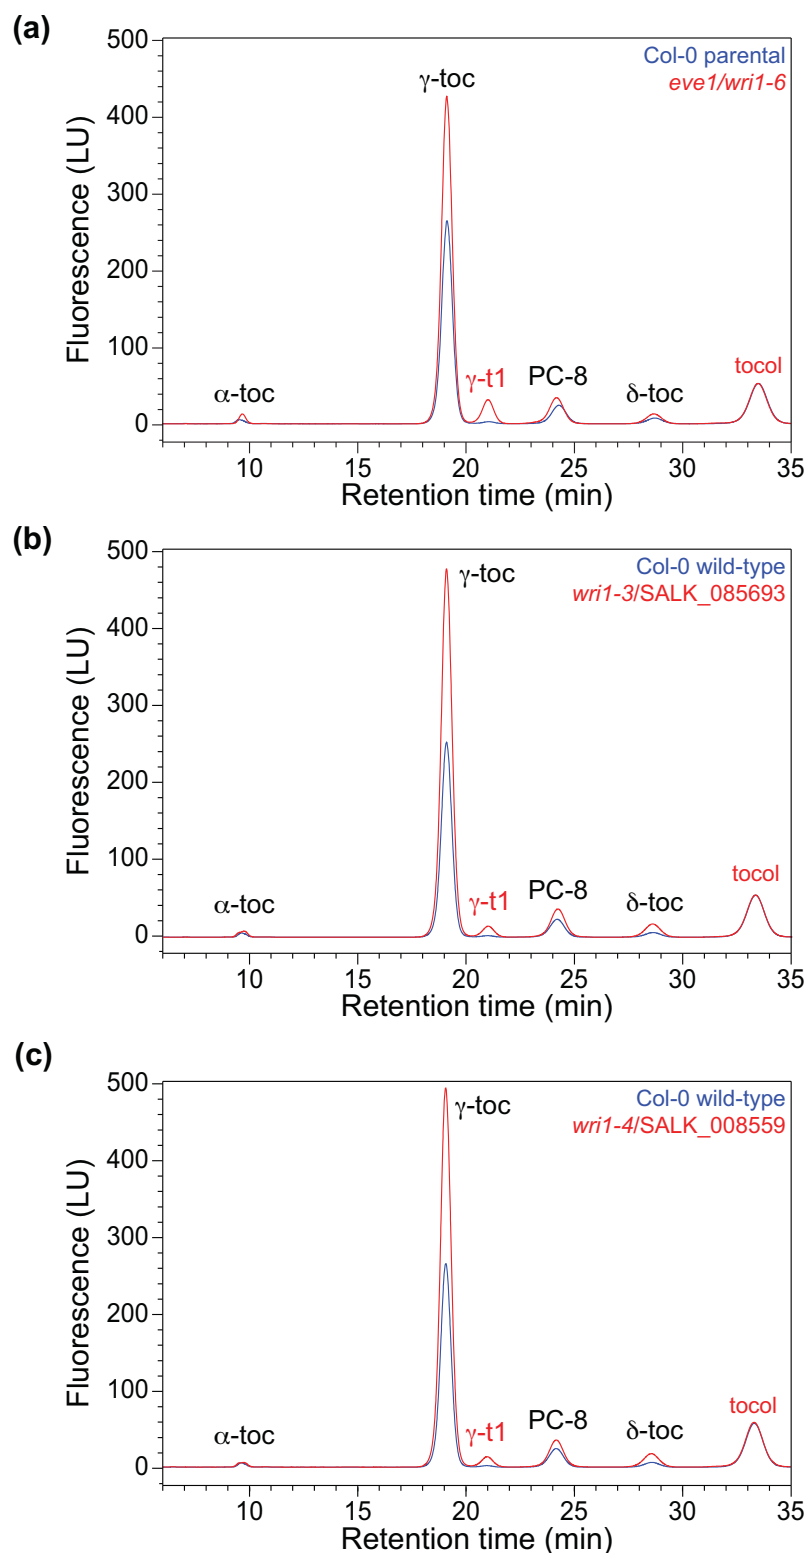 (a)
500
400
300
200
100
0
Fluorescence (LU)
Col-0 parental
eve1/wri1-6
γ-toc
α-toc
γ-t1
PC-8
δ-toc
tocol
10 15 20 25 30 35
Retention time (min)
(b)
500
400
300
200
100
0
Fluorescence (LU)
Col-0 wild-type
wri1-3/SALK_085693
γ-toc
α-toc
γ-t1
PC-8
δ-toc
tocol
10 15 20 25 30 35
Retention time (min)
(c)
500
400
300
200
100
0
Fluorescence (LU)
Col-0 wild-type
wri1-4/SALK_008559
γ-toc
α-toc
γ-t1
PC-8
δ-toc
tocol
10 15 20 25 30 35
Retention time (min)